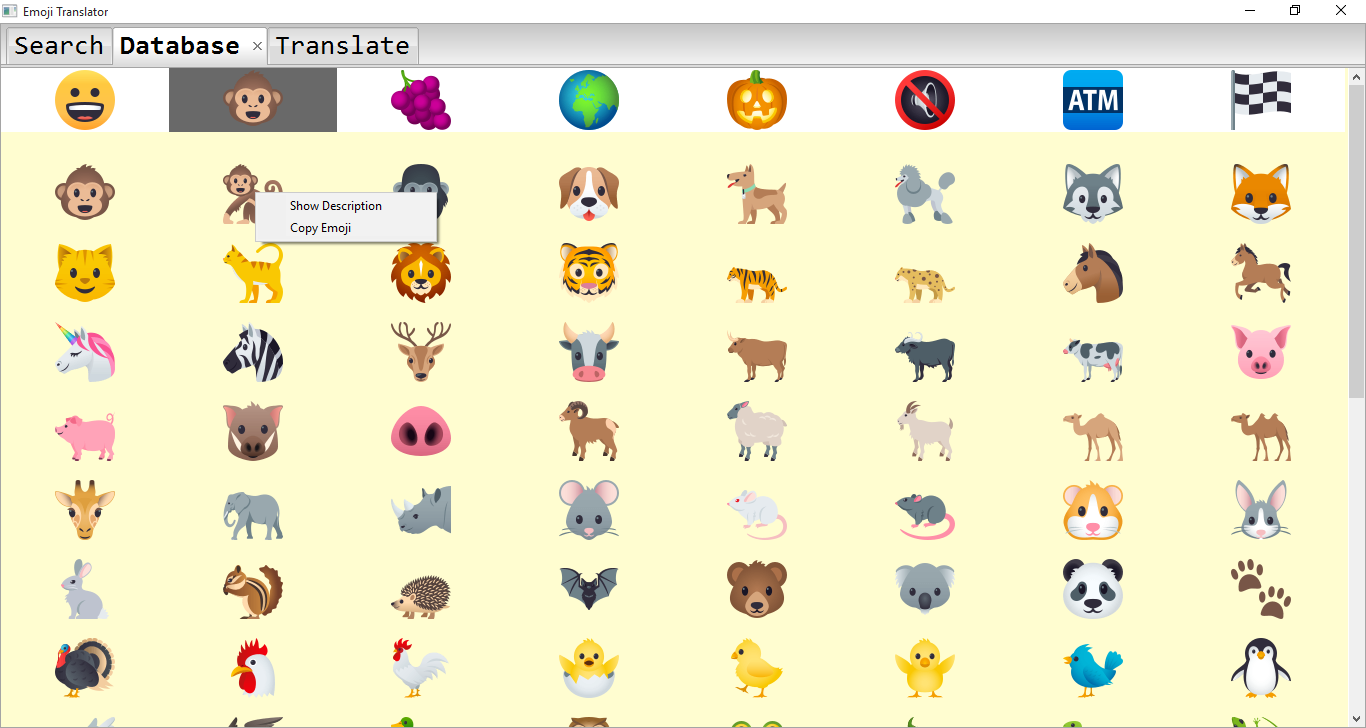 Emoji Translator
Search Database Translate
ATM
Show Description
Copy Emoji